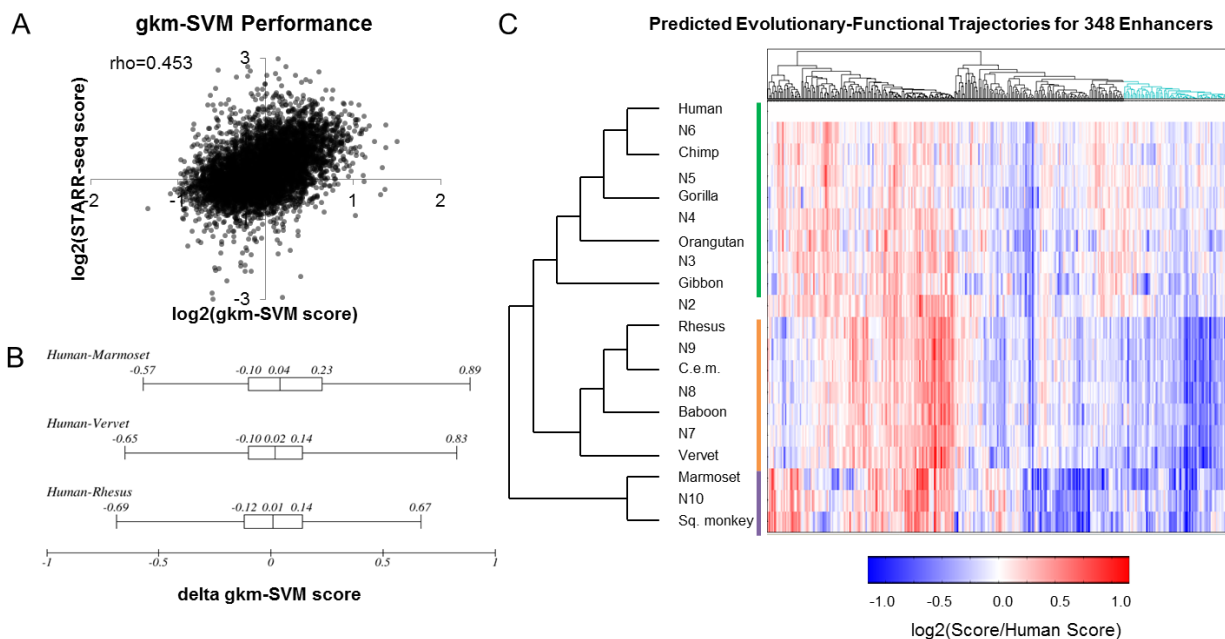 A
gkm-SVM Performance
rho=0.453
3
-2
-1
1
2
-3
log2(STARR-seq score)
log2(gkm-SVM score)
B
Human-Marmoset
-0.57
-0.10
0.04
0.23
0.89
Human-Vervet
-0.65
-0.10
0.02
0.14
0.83
Human-Rhesus
-0.69
-0.12
0.01
0.14
0.67
-1
-0.5
0
0.5
1
delta gkm-SVM score
C
Predicted Evolutionary-Functional Trajectories for 348 Enhancers
Human
N6
Chimp
N5
Gorilla
N4
Orangutan
N3
Gibbon
N2
Rhesus
N9
C.e.m.
N8
Baboon
N7
Vervet
Marmoset
N10
Sq. monkey
-1.0
-0.5
0.0
0.5
1.0
log2(Score/Human Score)